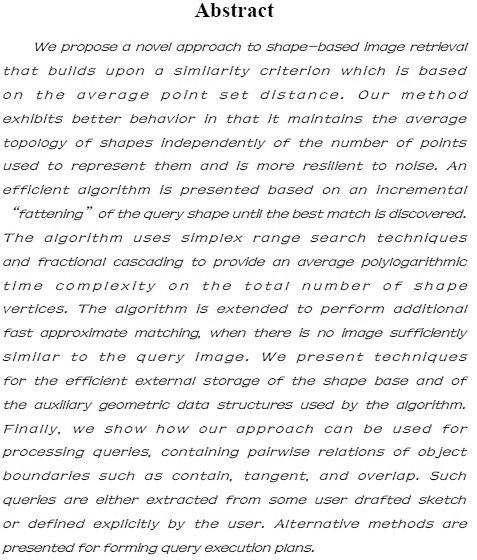 Abstract
We propose a novel approach to shape-based image retrieval
that builds upon a similarity criterion which is based
on the average point set distance. Our method
exhibits better behavior in that it maintains the average
topology of shapes independently of the number of points
used to represent them and is more resilient to noise. An
efficient algorithm is presented based on an incremental
“fattening” of the query shape until the best match is discovered.
The algorithm uses simplex range search techniques
and fractional cascading to provide an average polylogarithmic
time complexity on the total number of shape
vertices. The algorithm is extended to perform additional
fast approximate matching, when there is no image sufficiently
similar to the query image. We present techniques
for the efficient external storage of the shape base and of
the auxiliary geometric data structures used by the algorithm.
Finally, we show how our approach can be used for
processing queries, containing pairwise relations of object
boundaries such as contain, tangent, and overlap. Such
queries are either extracted from some user drafted sketch
or defined explicitly by the user. Alternative methods are
presented for forming query execution plans.